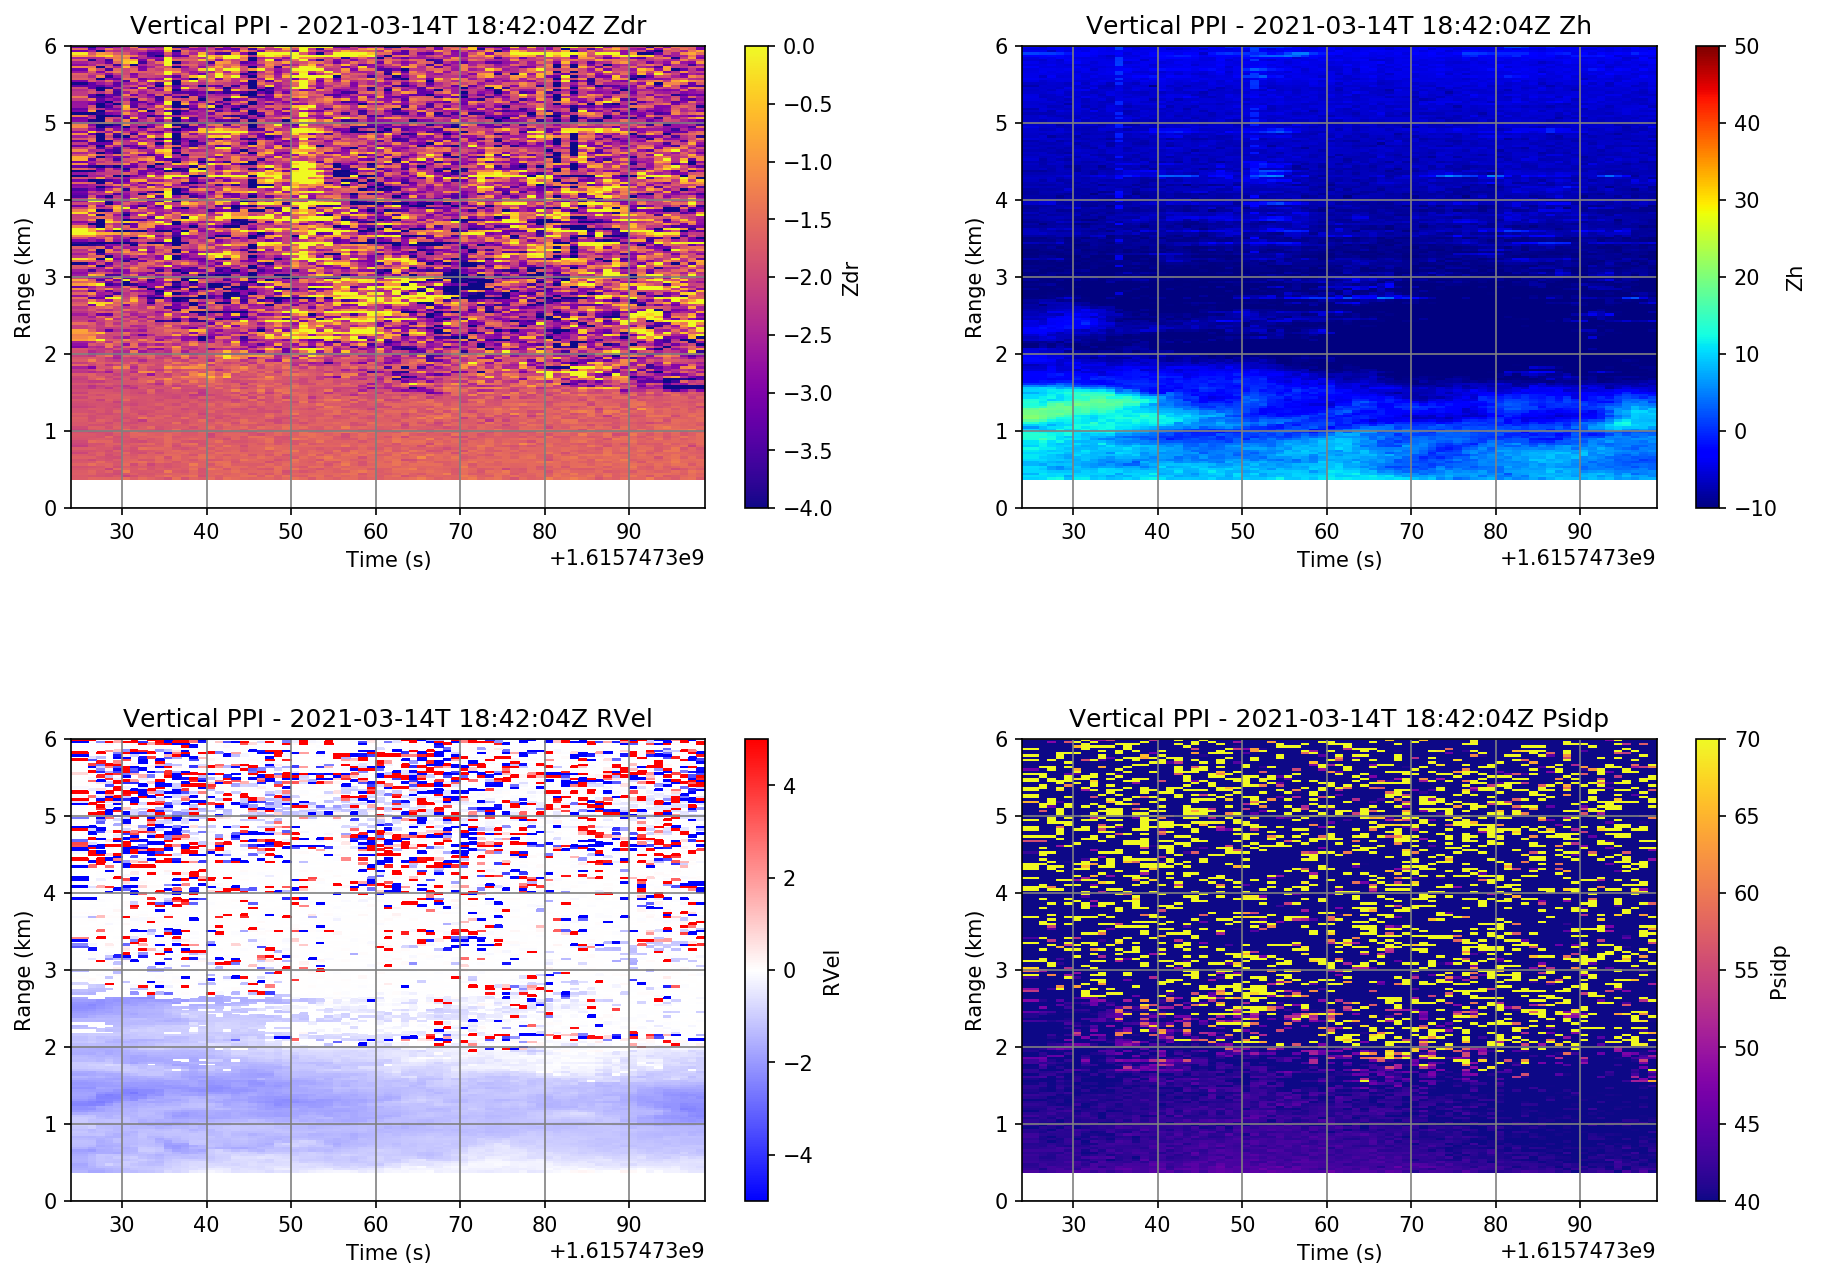 Vertical PPI - 2021-03-14T 18:42:04Z Zdr
6
5
4
3
2
1
0
Range (km)
30 40 50 60 70 80 90
Time (s)
+1.6157473e9
0.0
−0.5
−1.0
−1.5
−2.0
−2.5
−3.0
−3.5
−4.0
Zdr
Vertical PPI - 2021-03-14T 18:42:04Z Zh
6
5
4
3
2
1
0
Range (km)
30 40 50 60 70 80 90
Time (s)
+1.6157473e9
50
40
30
20
10
0
−10
Zh
Vertical PPI - 2021-03-14T 18:42:04Z RVel
6
5
4
3
2
1
0
Range (km)
30 40 50 60 70 80 90
Time (s)
+1.6157473e9
4
2
0
−2
−4
RVel
Vertical PPI - 2021-03-14T 18:42:04Z Psidp
6
5
4
3
2
1
0
Range (km)
30 40 50 60 70 80 90
Time (s)
+1.6157473e9
70
65
60
55
50
45
40
Psidp